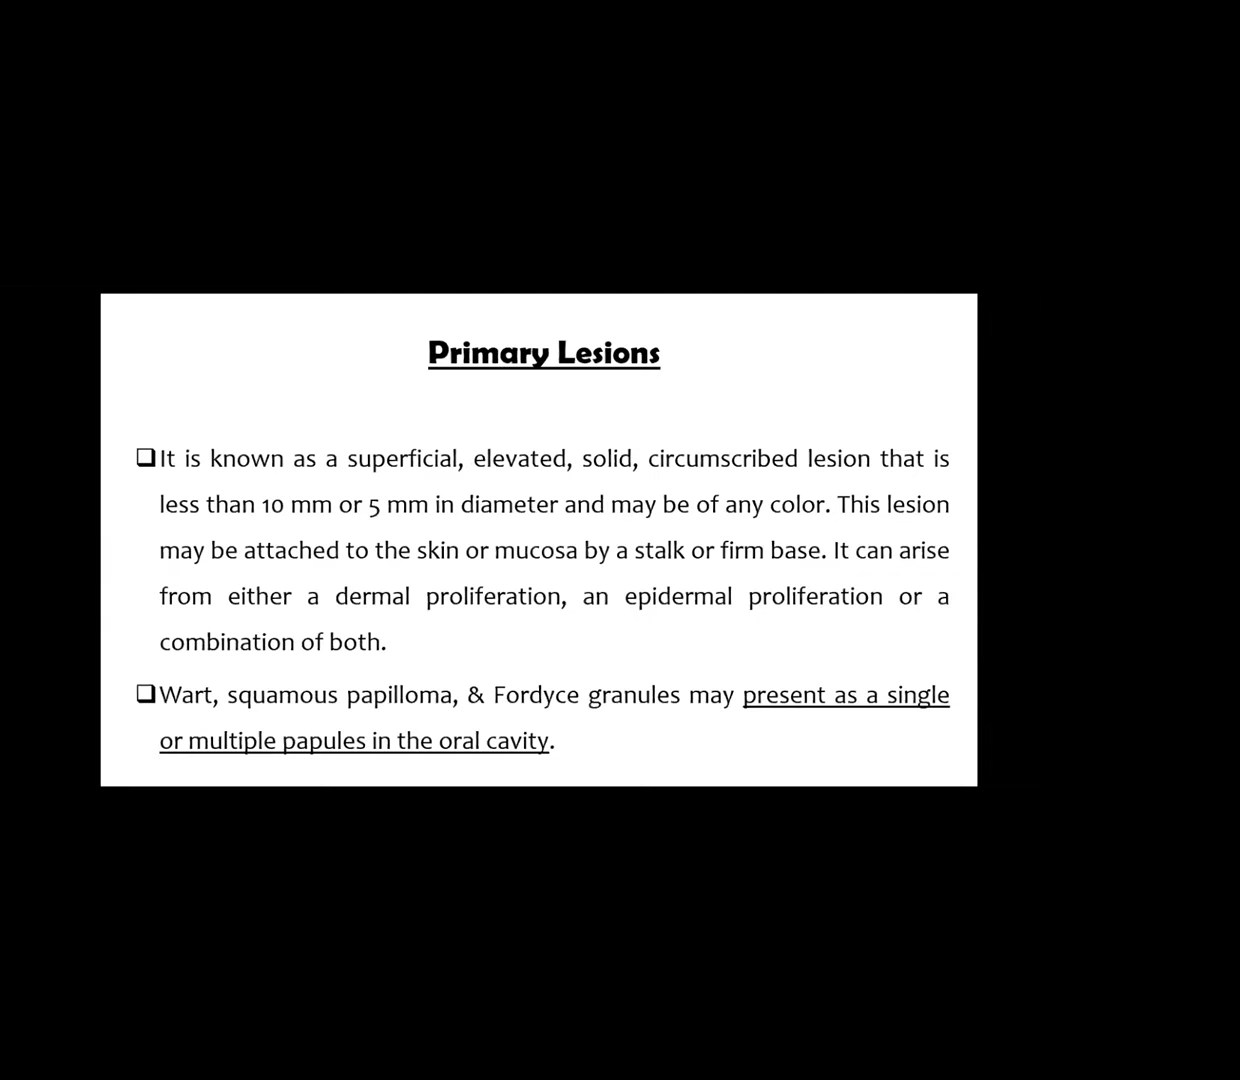 Primary Lesions
❑It is known as a superficial, elevated, solid, circumscribed lesion that is
less than 10 mm or 5 mm in diameter and may be of any color. This lesion
may be attached to the skin or mucosa by a stalk or firm base. It can arise
from either a dermal proliferation, an epidermal proliferation or a
combination of both.
❑Wart, squamous papilloma, & Fordyce granules may present as a single
or multiple papules in the oral cavity.